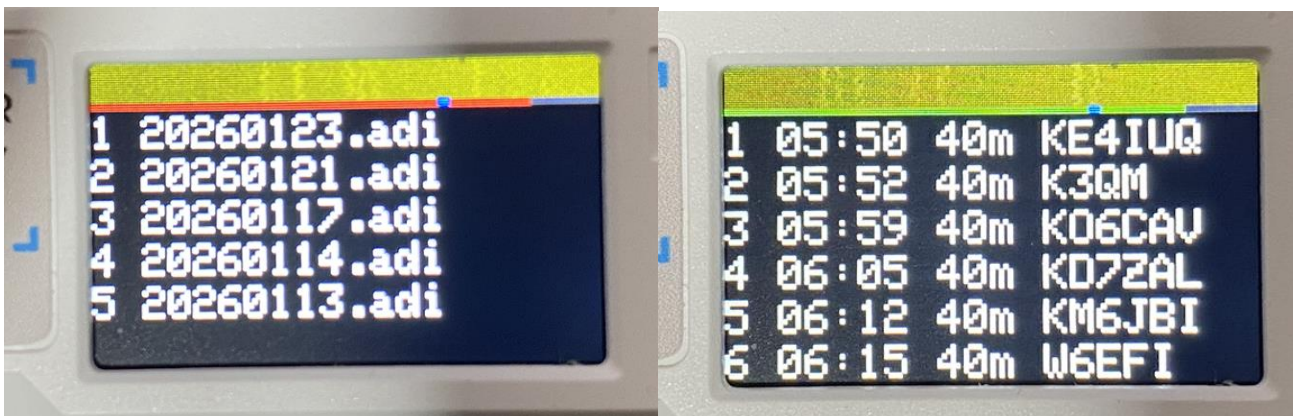 1 20260123.adi
2 20260121.adi
3 20260117.adi
4 20260114.adi
5 20260113.adi
1 05:50 40m KE4IUQ
2 05:52 40m K3QM
3 05:59 40m KO6CAV
4 06:05 40m KD7ZAL
5 06:12 40m KM6JBI
6 06:15 40m W6EFI